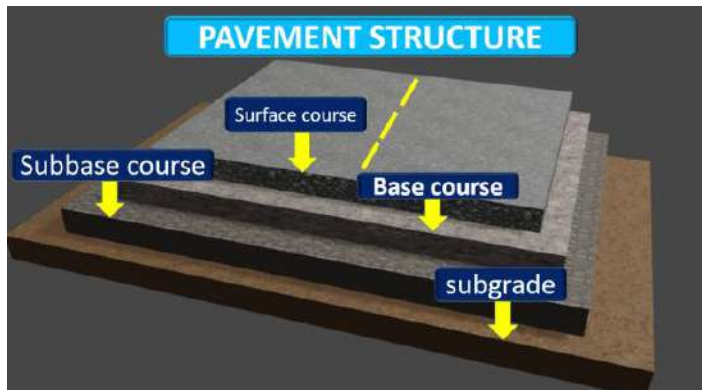 PAVEMENT STRUCTURE
Surface course
Subbase course
Base course
subgrade